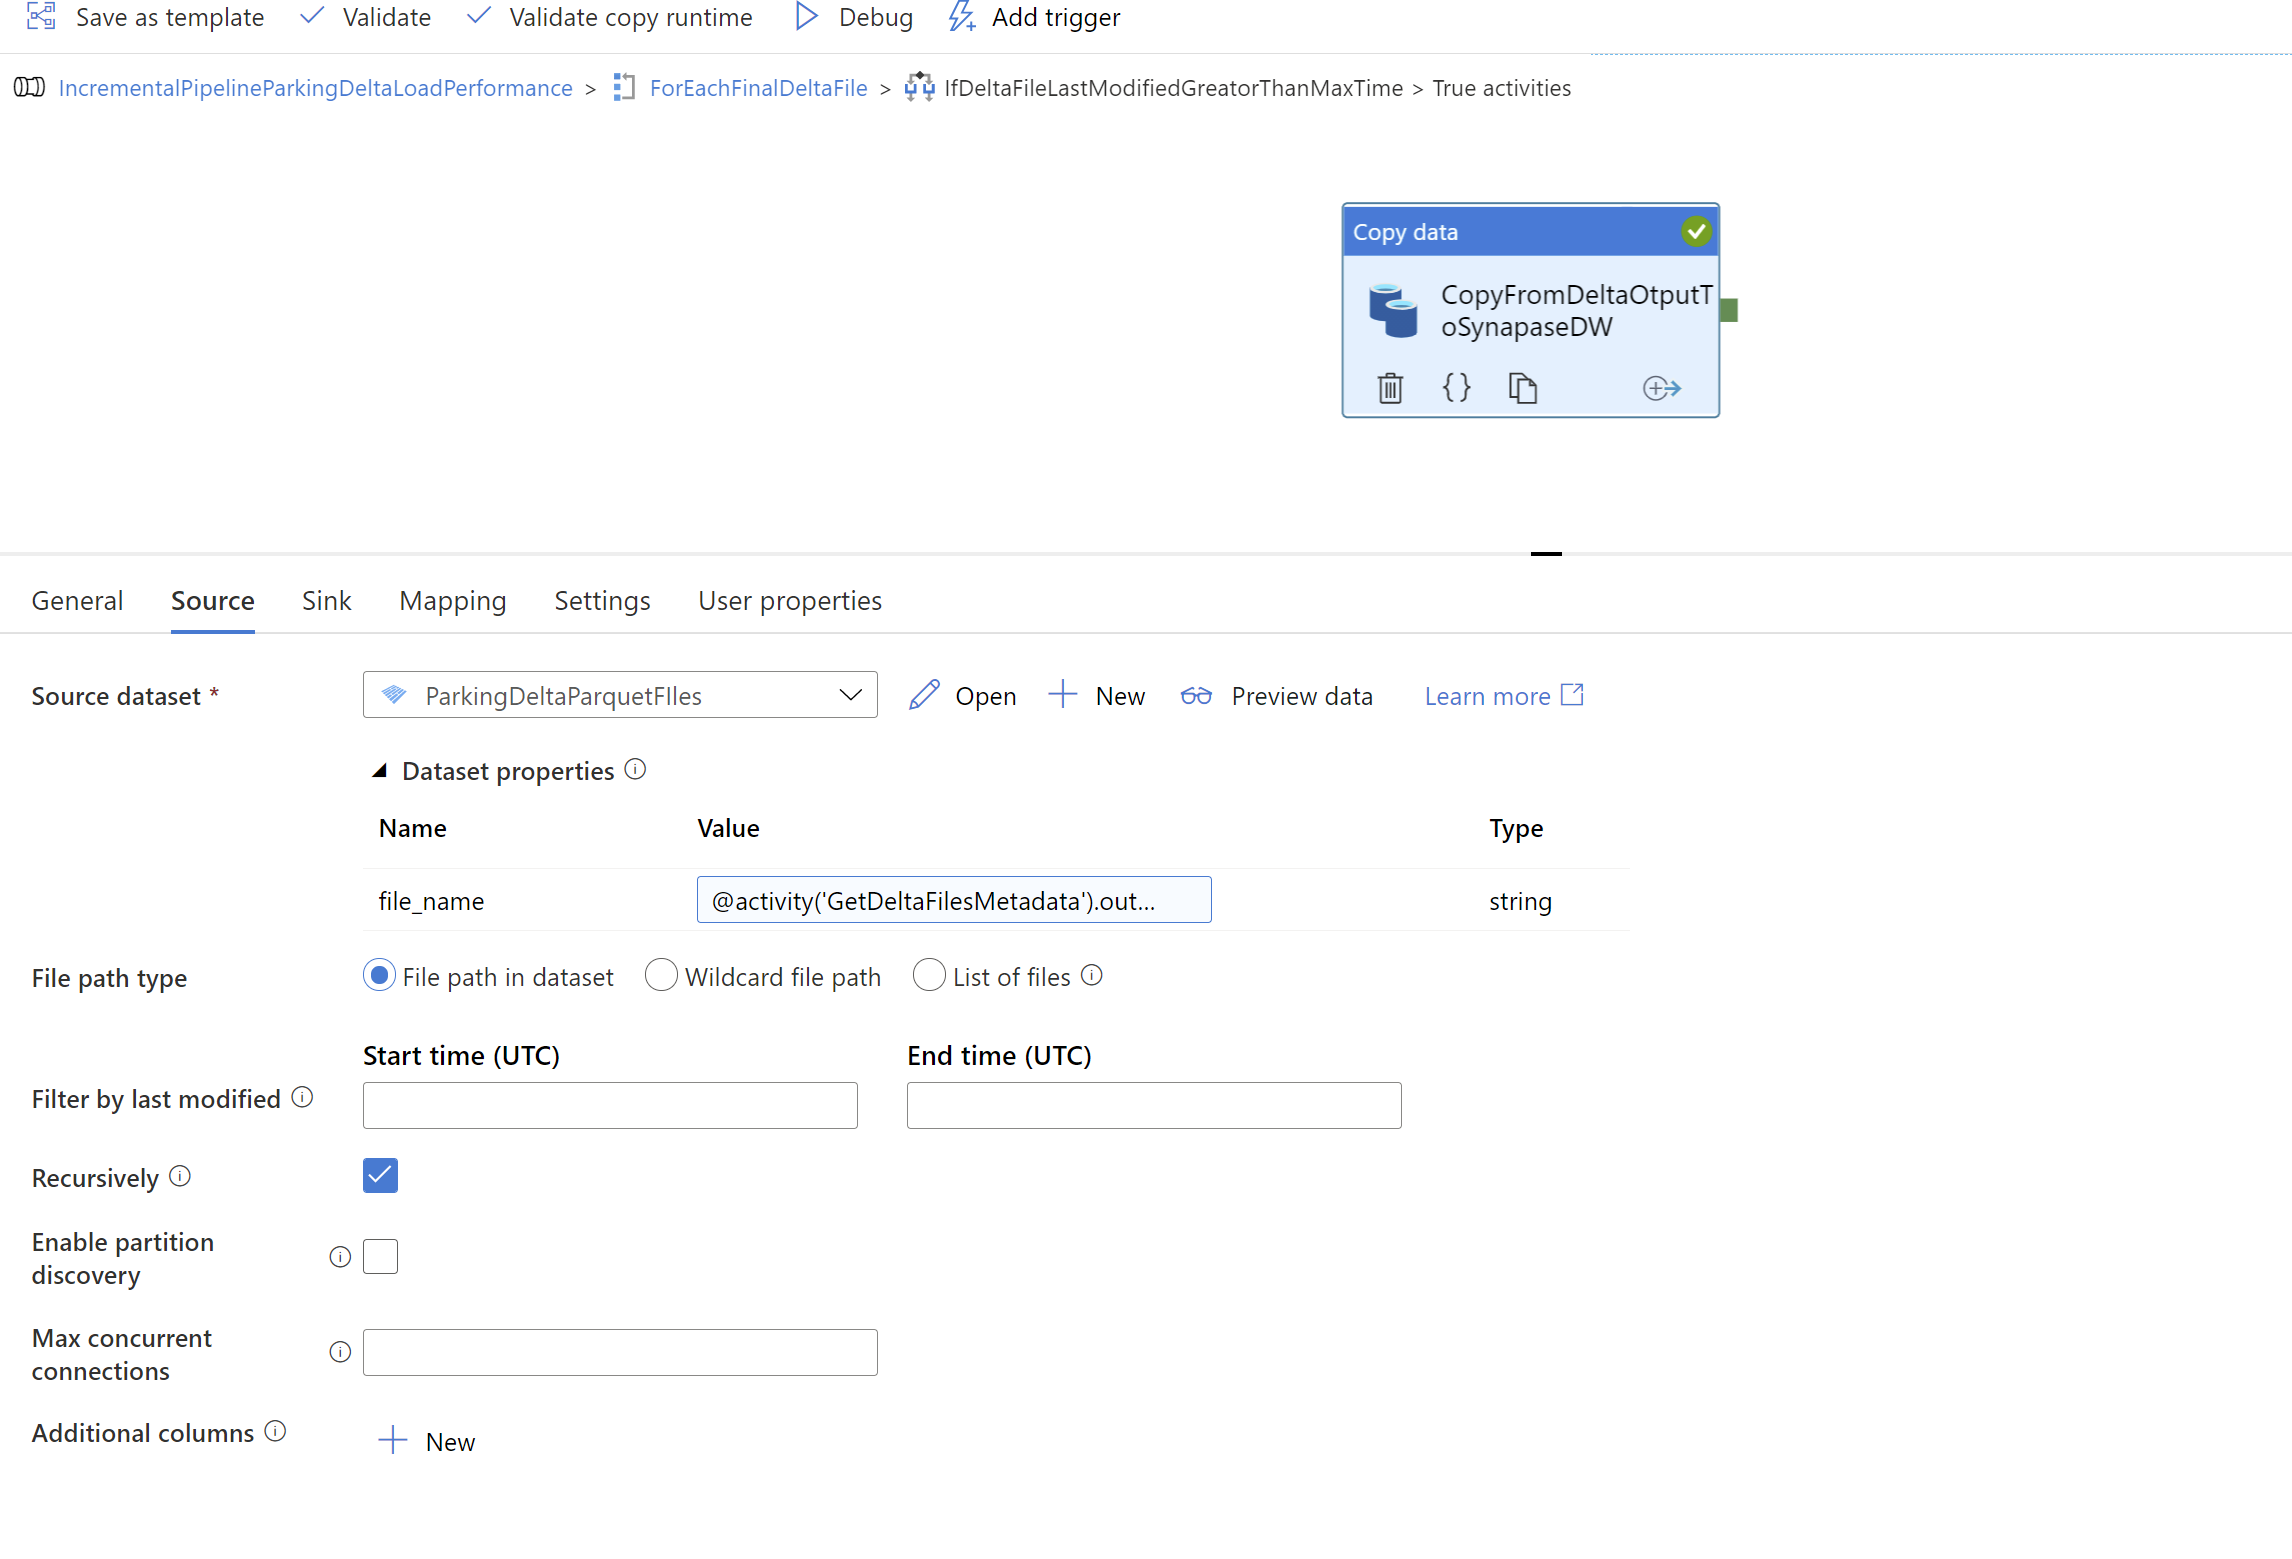 Save as template Validate Validate copy runtime Debug Add trigger
IncrementalPipelineParkingDeltaLoadPerformance > ForEachFinalDeltaFile > IfDeltaFileLastModifiedGreatorThanMaxTime > True activities
Copy data
CopyFromDeltaOtputT
oSynapaseDW
General Source Sink Mapping Settings User properties
Source dataset * ParkingDeltaParquetFIles Open New Preview data Learn more
Dataset properties
Name Value Type
file_name @activity('GetDeltaFilesMetadata').out... string
File path type File path in dataset Wildcard file path List of files
Start time (UTC) End time (UTC)
Filter by last modified
Recursively
Enable partition
discovery
Max concurrent
connections
Additional columns New